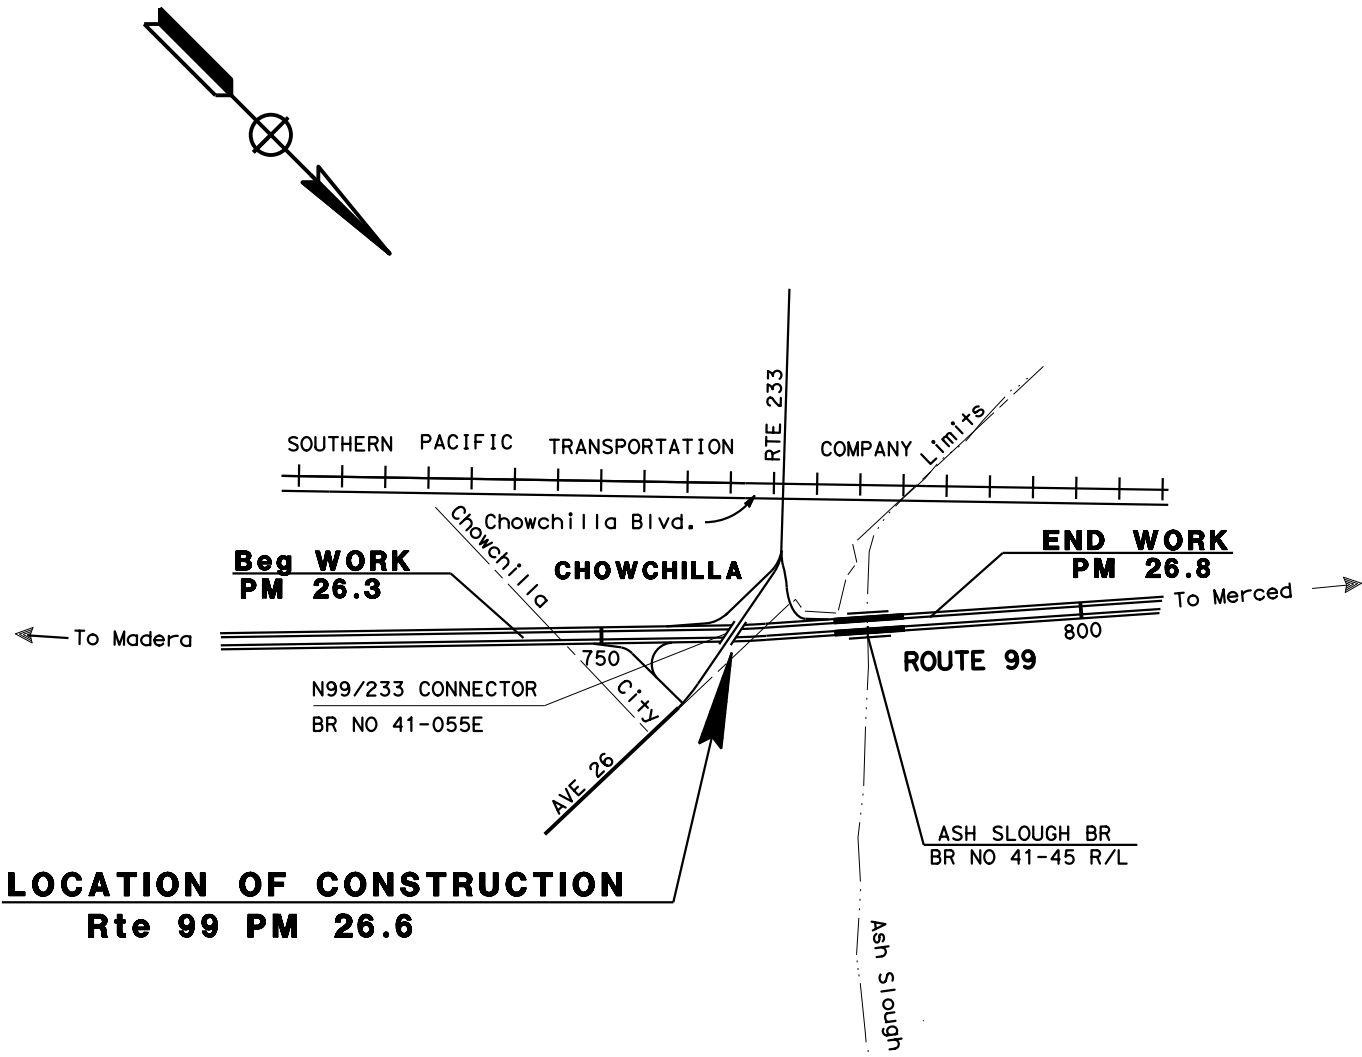 RTE 233
Limits
SOUTHERN PACIFIC TRANSPORTATION COMPANY
Chowchilla Blvd.
Chowchilla
Beg WORK
PM 26.3
CHOWCHILLA
END WORK
PM 26.8
To Merced
To Madera
750
800
ROUTE 99
N99/233 CONNECTOR
BR NO 41-055E
City
AVE 26
ASH SLOUGH BR
BR NO 41-45 R/L
LOCATION OF CONSTRUCTION
Rte 99 PM 26.6
Ash Slough